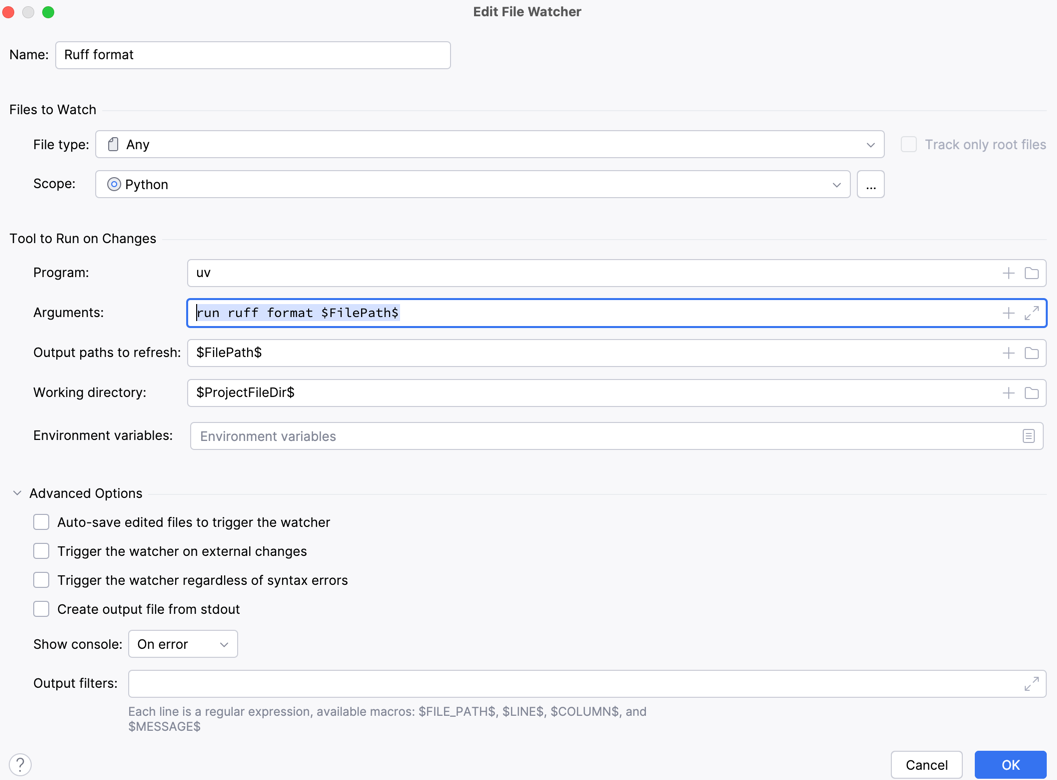 Edit File Watcher
Name: Ruff format
Files to Watch
File type: Any Track only root files
Scope: Python ...
Tool to Run on Changes
Program: uv
Arguments: run ruff format $FilePath$
Output paths to refresh: $FilePath$
Working directory: $ProjectFileDir$
Environment variables: Environment variables
Advanced Options
Auto-save edited files to trigger the watcher
Trigger the watcher on external changes
Trigger the watcher regardless of syntax errors
Create output file from stdout
Show console: On error
Output filters:
Each line is a regular expression, available macros: $FILE_PATH$, $LINE$, $COLUMN$, and
$MESSAGE$
? Cancel OK